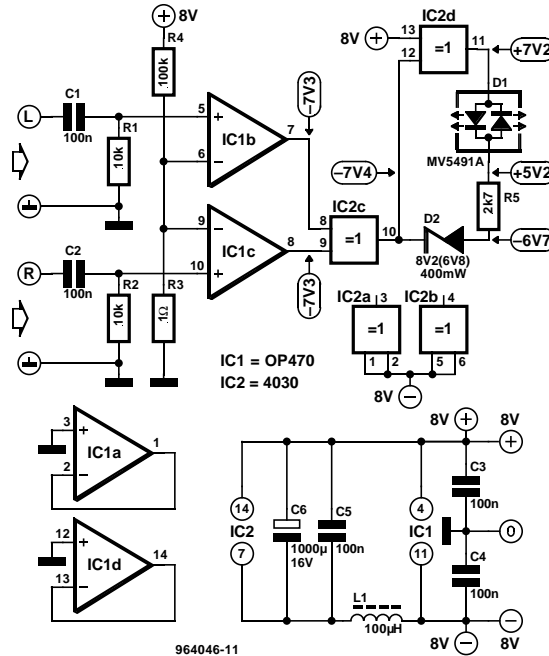 8V
R4
.100k
IC2d
8V
13
12
=1
11
+7V2
D1
MV5491A
+5V2
.2k7
R5
−6V7
L
C1
100n
R1
.10k
5
6
IC1b
7
−7V3
−7V4
R
C2
100n
R2
.10k
9
10
IC1c
8
−7V3
R3
.1Ω
IC2c
8
9
=1
10
D2
8V2(6V8)
400mW
IC2a
3
=1
1 2
IC2b
4
=1
5 6
8V
IC1 = OP470
IC2 = 4030
3
2
IC1a
1
12
13
IC1d
14
8V
8V
14
IC2
7
C6
1000µ
16V
C5
100n
4
IC1
11
C3
100n
0
C4
100n
L1
100µH
8V
8V
964046-11